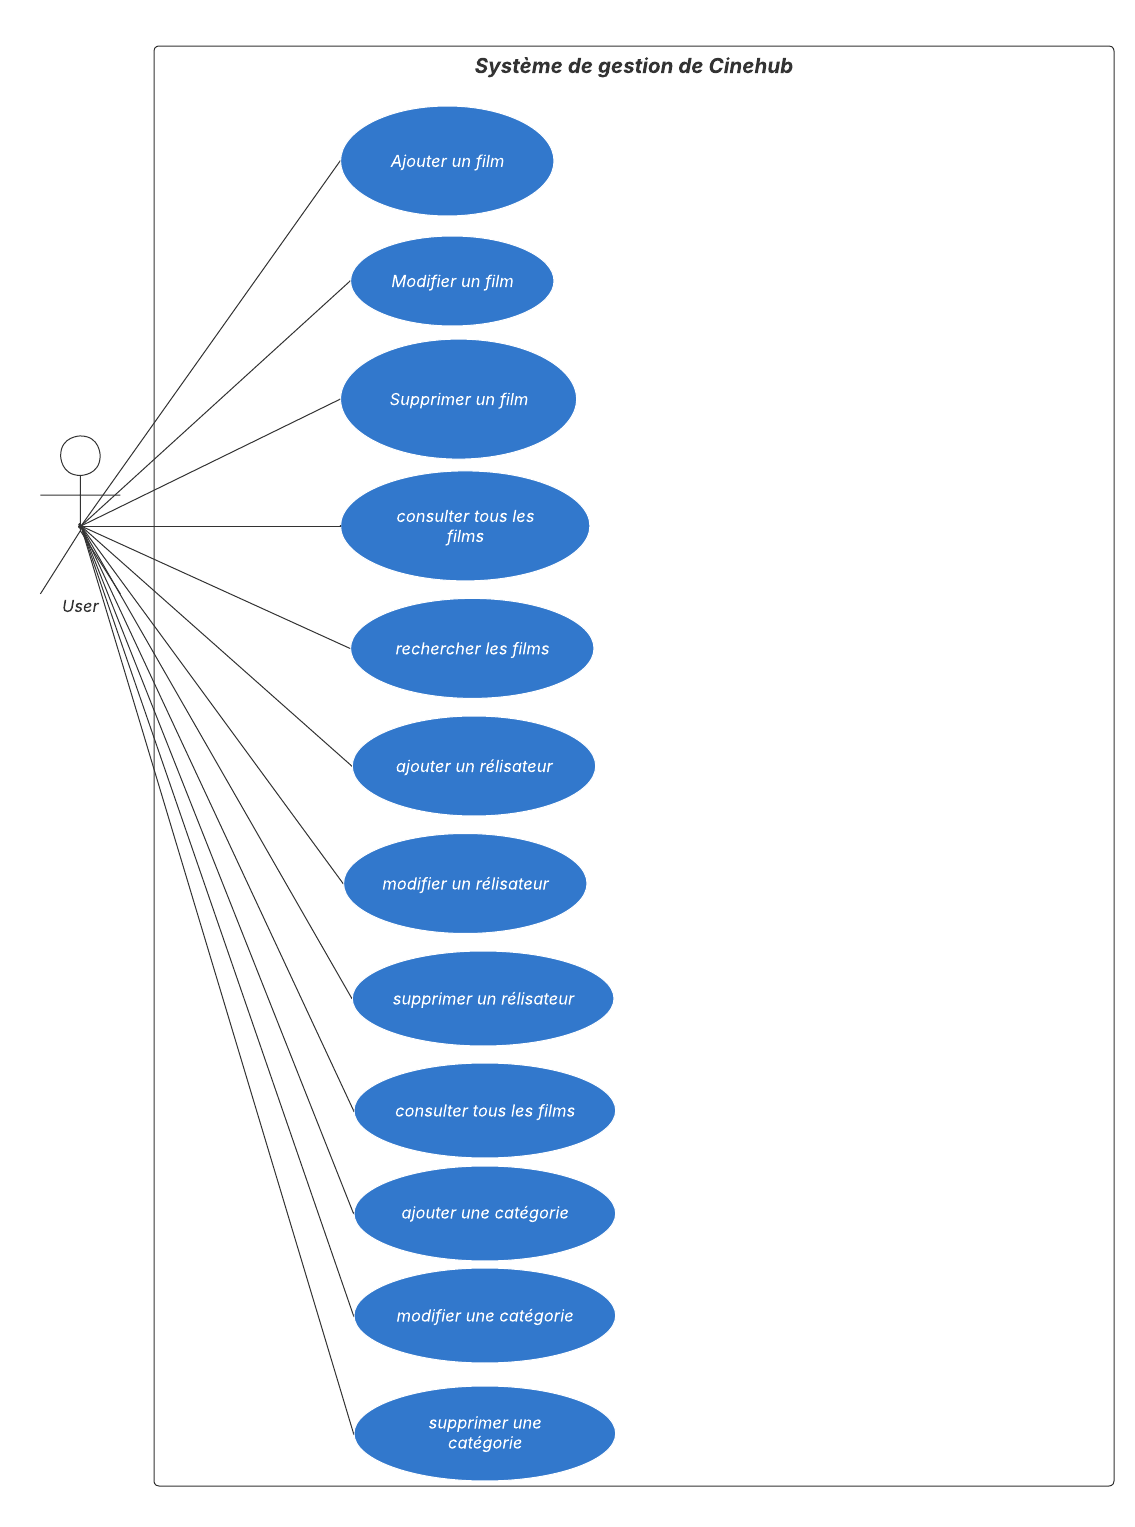 Système de gestion de Cinehub
Ajouter un film
Modifier un film
Supprimer un film
consulter tous les
films
User
rechercher les films
ajouter un rélisateur
modifier un rélisateur
supprimer un rélisateur
consulter tous les films
ajouter une catégorie
modifier une catégorie
supprimer une
catégorie